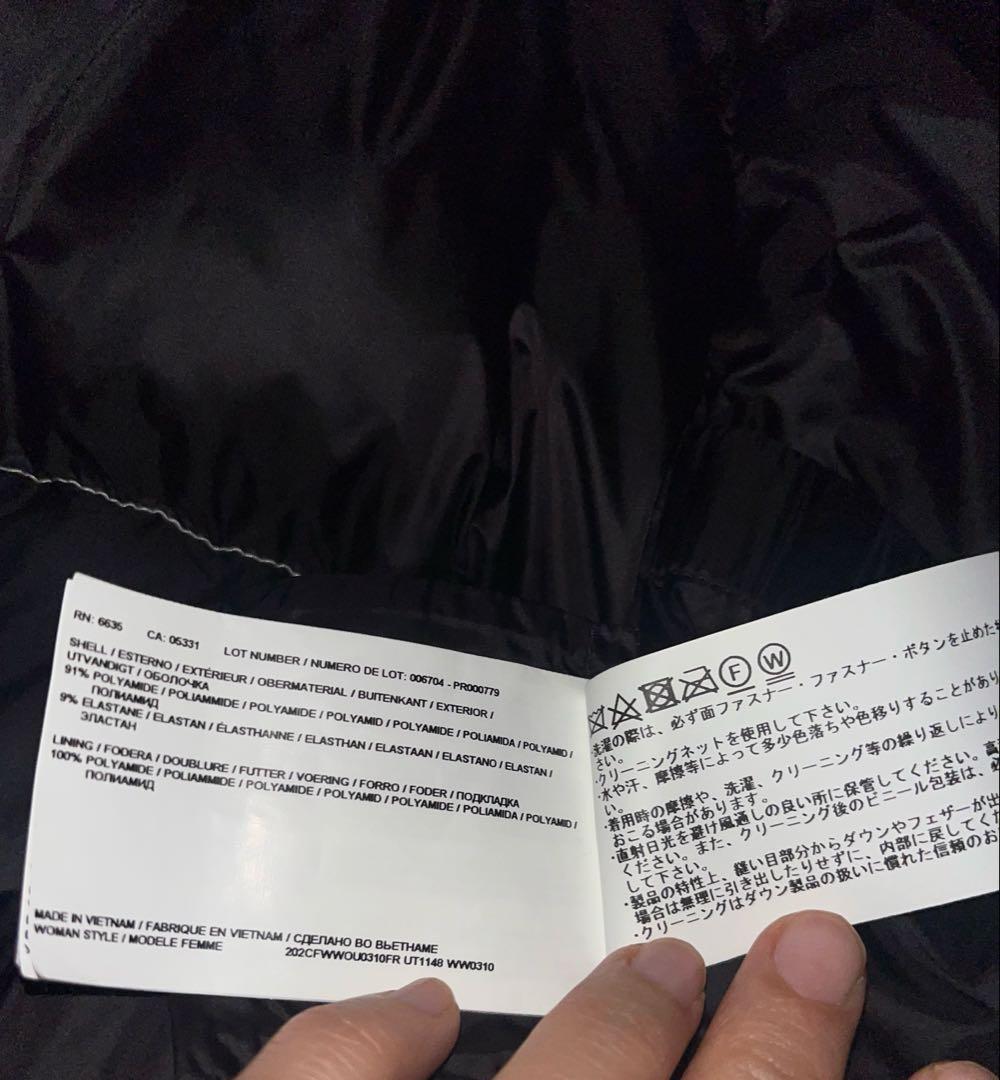 RN: 6635 CA: 05331 LOT NUMBER / NUMERO DE LOT: 006704 - PR000779
SHELL / ESTERNO / EXTÉRIEUR / OBERMATERIAL / BUITENKANT / EXTERIOR /
UTVANDIGT / ОБОЛОЧКА
91% POLYAMIDE / POLIAMMIDE / POLYAMIDE / POLYAMID / POLYAMIDE / POLIAMIDA / POLYAMID /
ПОЛИАМИД
9% ELASTANE / ELASTAN / ÉLASTHANNE / ELASTHAN / ELASTAAN / ELASTANO / ELASTAN /
ЭЛАСТАН
LINING / FODERA / DOUBLURE / FUTTER / VOERING / FORRO / FODER / ПОДКЛАДКА
100% POLYAMIDE / POLIAMMIDE / POLYAMIDE / POLYAMID / POLYAMIDE / POLIAMIDA / POLYAMID /
ПОЛИАМИД
MADE IN VIETNAM / FABRIQUE EN VIETNAM / СДЕЛАНО ВО ВЬЕТНАМЕ
WOMAN STYLE / MODELE FEMME 202CFWWOU0310FR UT1148 WW0310
F W
洗濯の際は、必ず面ファスナー・ファスナー・ボタンを止めた
さい。
・クリーニングネットを使用して下さい。
・水や汗、摩擦等によって多少色落ちや色移りすることがあり
い。
・着用時の摩擦や、洗濯、クリーニング等の繰り返しにより
おこる場合があります。
・直射日光を避け風通しの良い所に保管してください。高
ください。また、クリーニング後のビニール包装は、必
して下さい。
・製品の特性上、縫い目部分からダウンやフェザーが出
場合は無理に引き出したりせずに、内部に戻してくだ
・クリーニングはダウン製品の扱いに慣れた信頼のお